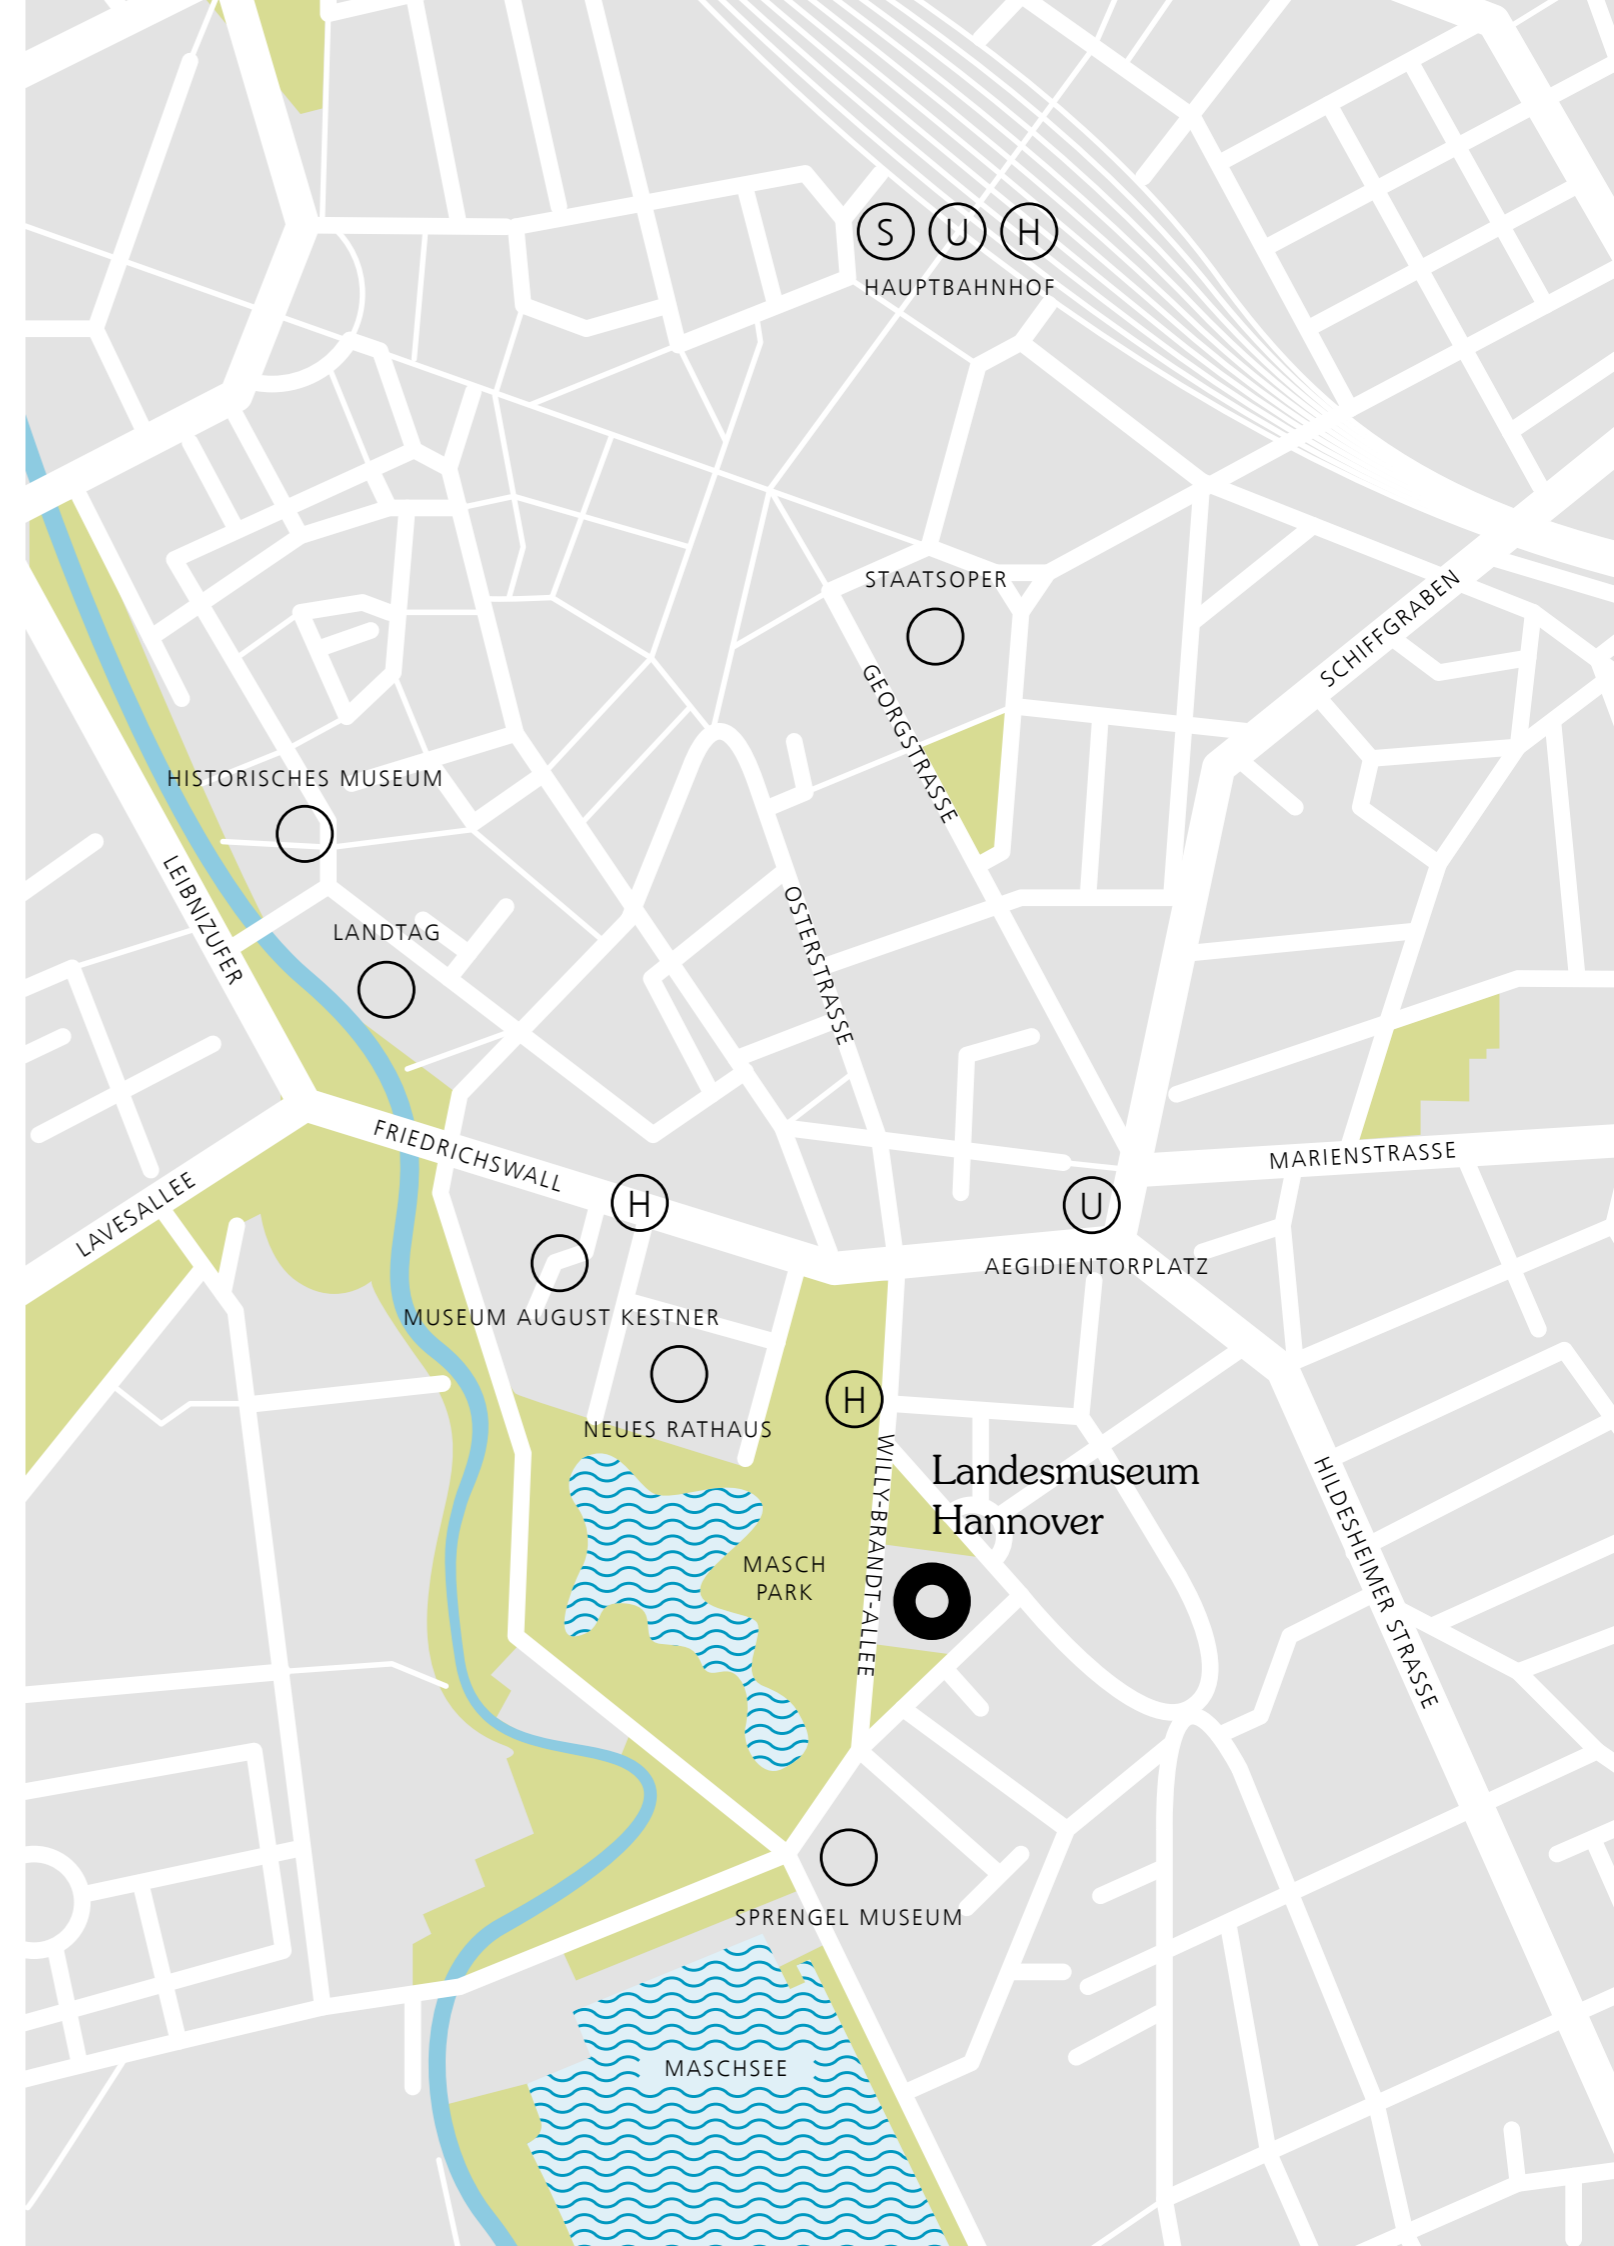 S U H
HAUPTBAHNHOF
STAATSOPER
SCHIFFGRABEN
GEORGSTRASSE
HISTORISCHES MUSEUM
LEIBNIZUFER
OSTERSTRASSE
LANDTAG
FRIEDRICHSWALL
MARIENSTRASSE
LAVESALLEE
H
U
AEGIDIENTORPLATZ
MUSEUM AUGUST KESTNER
H
NEUES RATHAUS
WILLY-BRANDT-ALLEE
Landesmuseum
Hannover
HILDESHEIMER STRASSE
MASCH
PARK
SPRENGEL MUSEUM
MASCHSEE